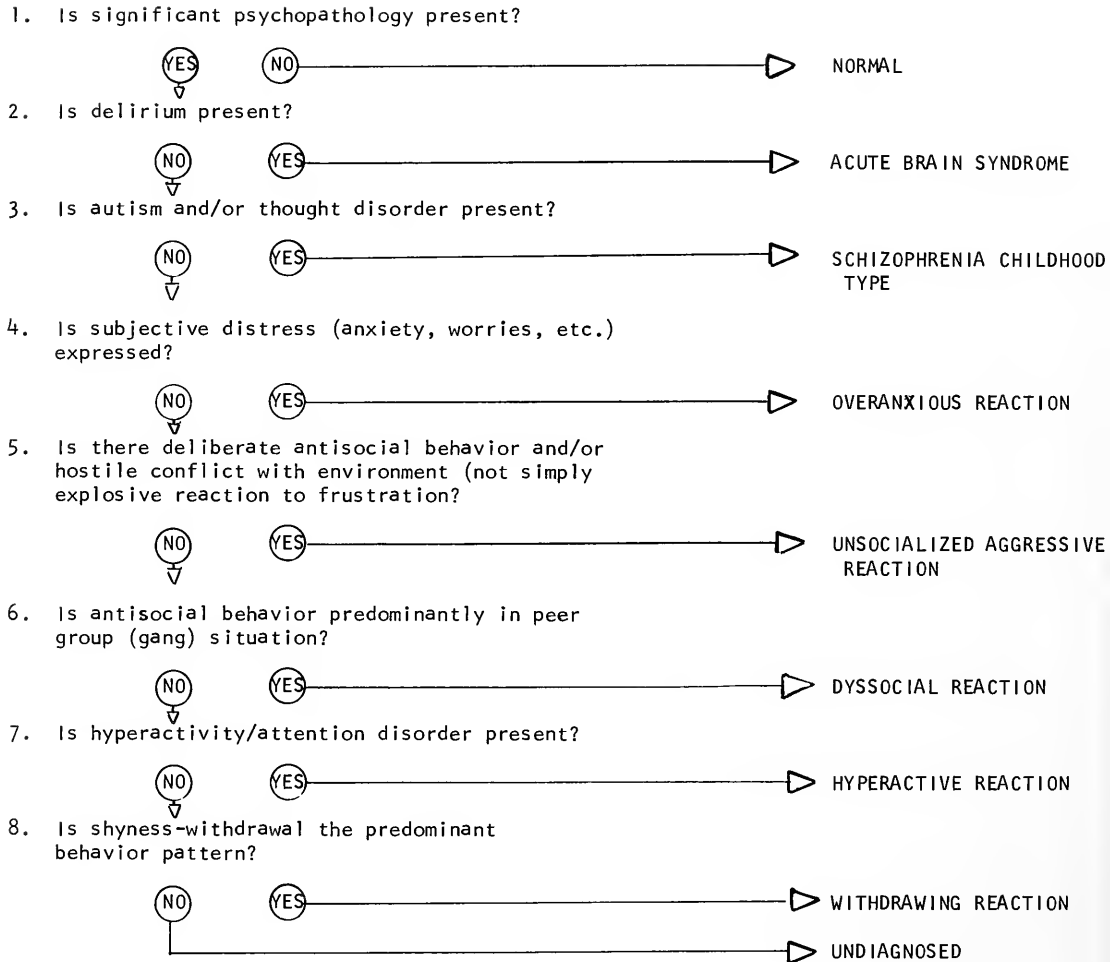 1. Is significant psychopathology present?
YES NO NORMAL
2. Is delirium present?
NO YES ACUTE BRAIN SYNDROME
3. Is autism and/or thought disorder present?
NO YES SCHIZOPHRENIA CHILDHOOD
TYPE
4. Is subjective distress (anxiety, worries, etc.)
expressed?
NO YES OVERANXIOUS REACTION
5. Is there deliberate antisocial behavior and/or
hostile conflict with environment (not simply
explosive reaction to frustration?
NO YES UNSOCIALIZED AGGRESSIVE
REACTION
6. Is antisocial behavior predominantly in peer
group (gang) situation?
NO YES DYSSOCIAL REACTION
7. Is hyperactivity/attention disorder present?
NO YES HYPERACTIVE REACTION
8. Is shyness-withdrawal the predominant
behavior pattern?
NO YES WITHDRAWING REACTION
UNDIAGNOSED